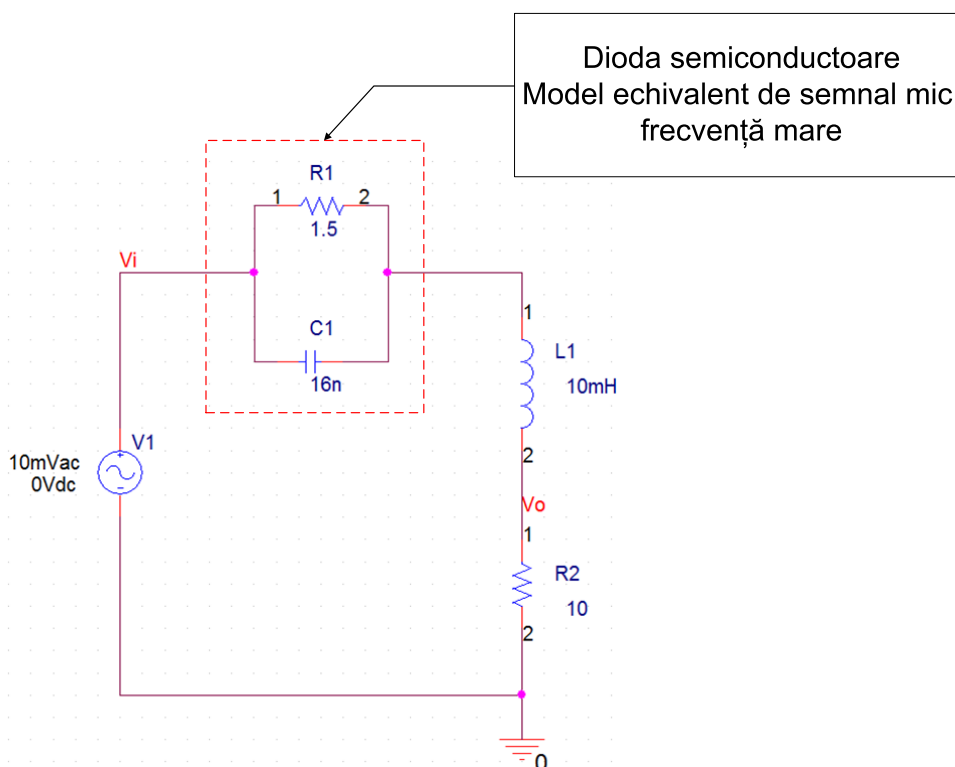 Dioda semiconductoare
Model echivalent de semnal mic
frecvență mare
R1
1 2
1.5
Vi
C1
16n
1
L1
10mH
2
V1
10mVac
0Vdc
Vo
1
R2
10
2
0